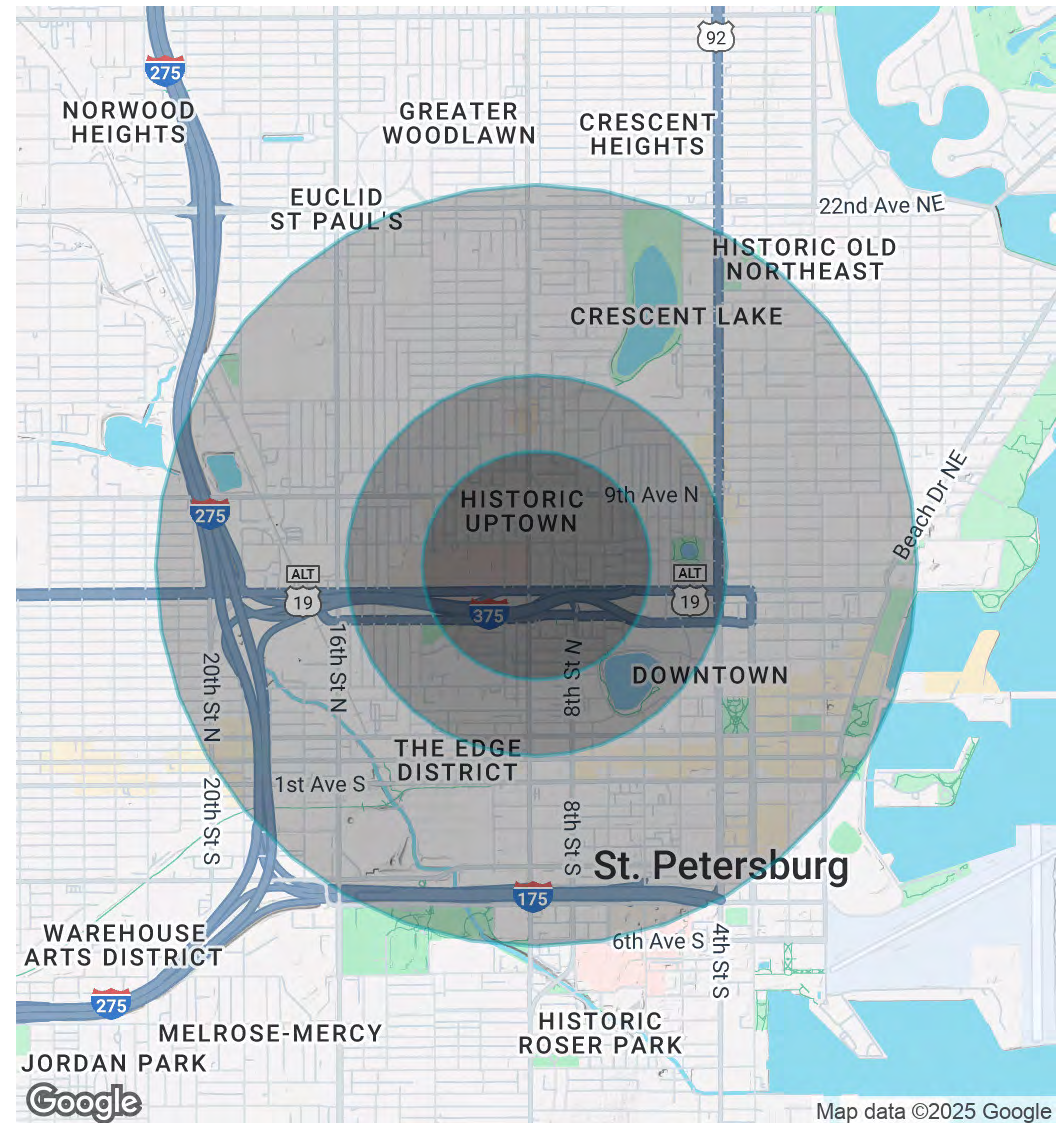 92
275
NORWOOD
HEIGHTS
GREATER
WOODLAWN
CRESCENT
HEIGHTS
EUCLID
ST PAUL'S
22nd Ave NE
HISTORIC OLD
NORTHEAST
CRESCENT LAKE
HISTORIC
UPTOWN
9th Ave N
275
Beach Dr NE
ALT
19
375
ALT
19
16th St N
20th St N
8th St N
DOWNTOWN
THE EDGE
DISTRICT
1st Ave S
20th St S
8th St S
St. Petersburg
175
WAREHOUSE
ARTS DISTRICT
6th Ave S
4th St S
275
MELROSE-MERCY
HISTORIC
ROSER PARK
JORDAN PARK
Google
Map data ©2025 Google